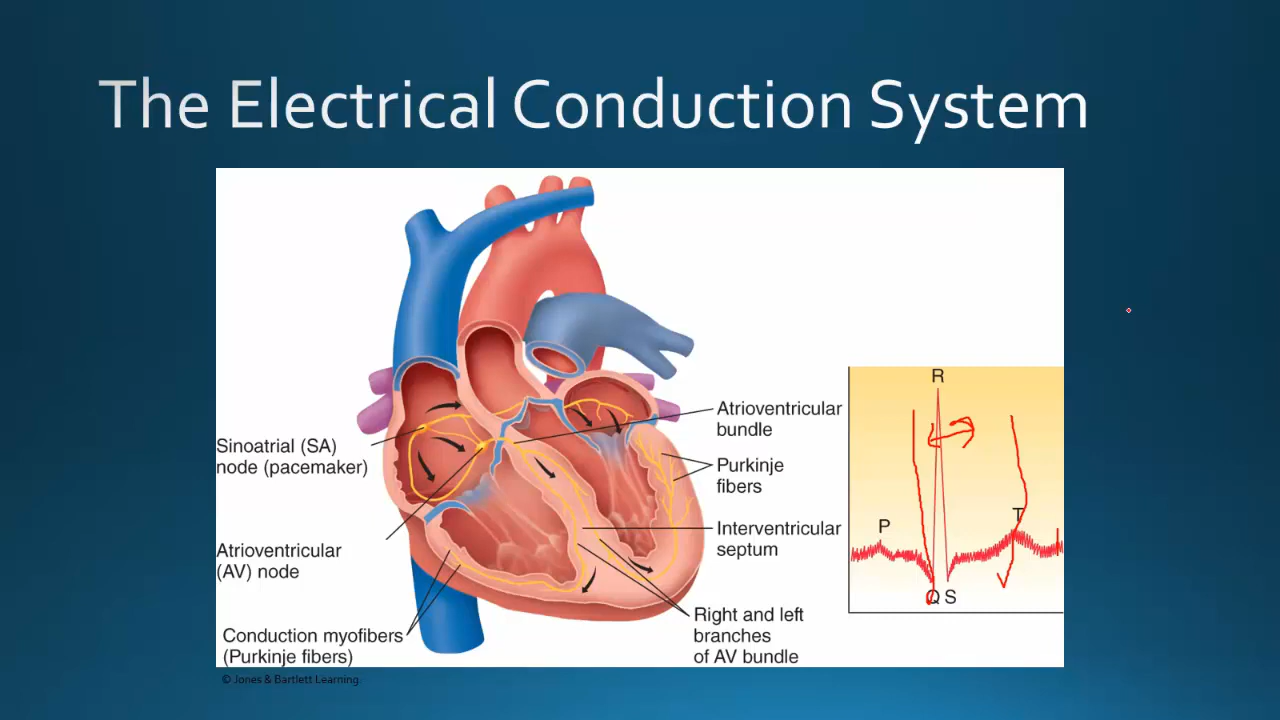 The Electrical Conduction System
Sinoatrial (SA)
node (pacemaker)
Atrioventricular
(AV) node
Conduction myofibers
(Purkinje fibers)
Atrioventricular
bundle
Purkinje
fibers
Interventricular
septum
Right and left
branches
of AV bundle
R
P
T
Q S
© Jones & Bartlett Learning.